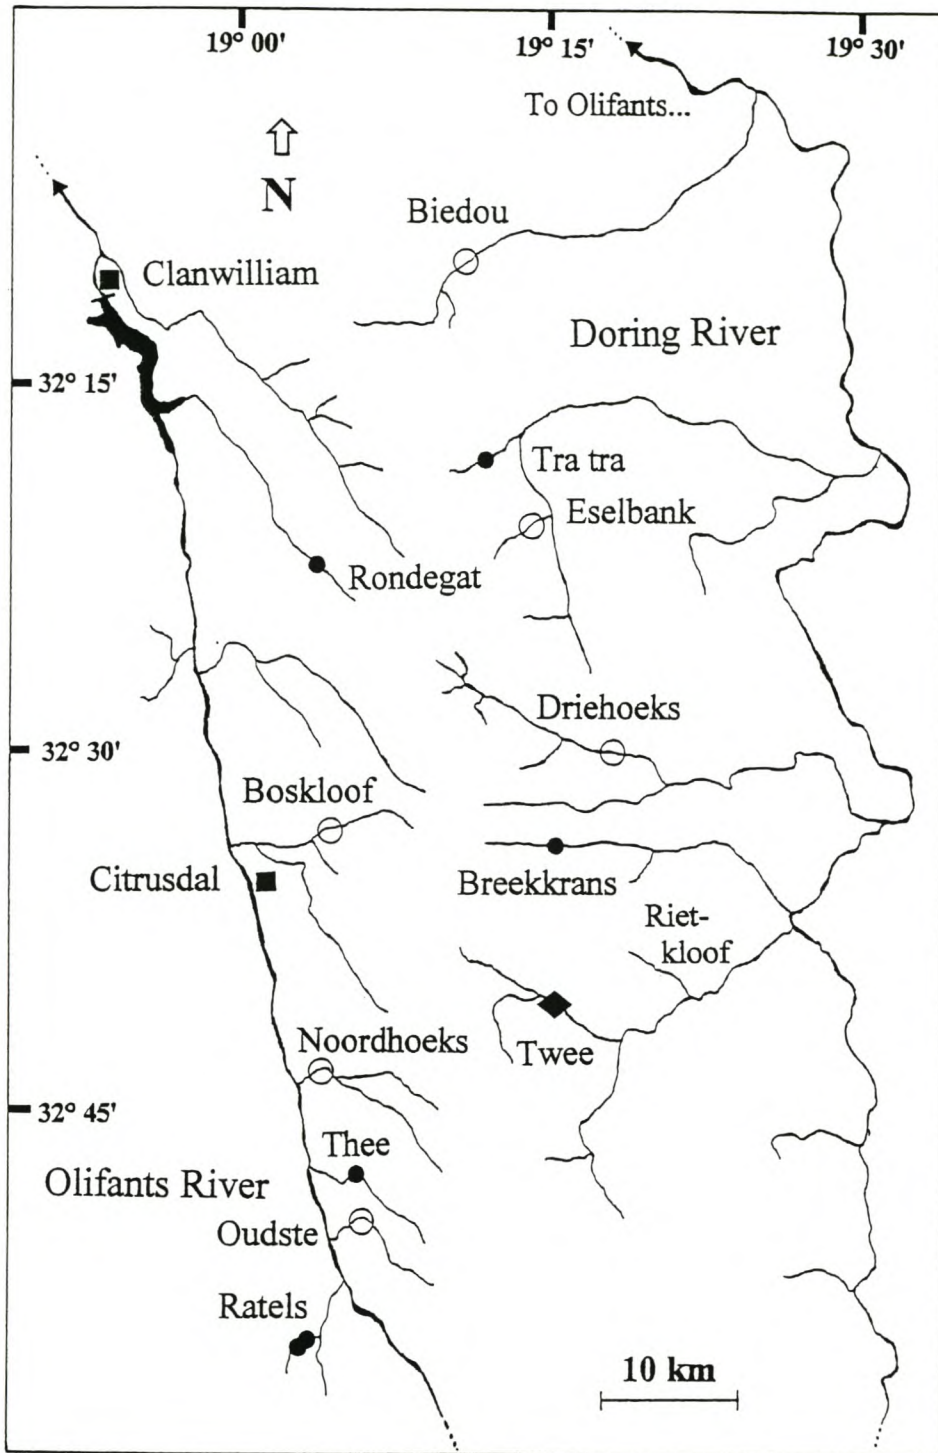 19° 00'
19° 15'
19° 30'
To Olifants...
N
Biedou
Clanwilliam
Doring River
32° 15'
Tra tra
Eselbank
Rondegat
Driehoeks
32° 30'
Boskloof
Citrusdal
Breekkrans
Riet-
kloof
Noordhoeks
Twee
32° 45'
Thee
Olifants River
Oudste
Ratels
10 km